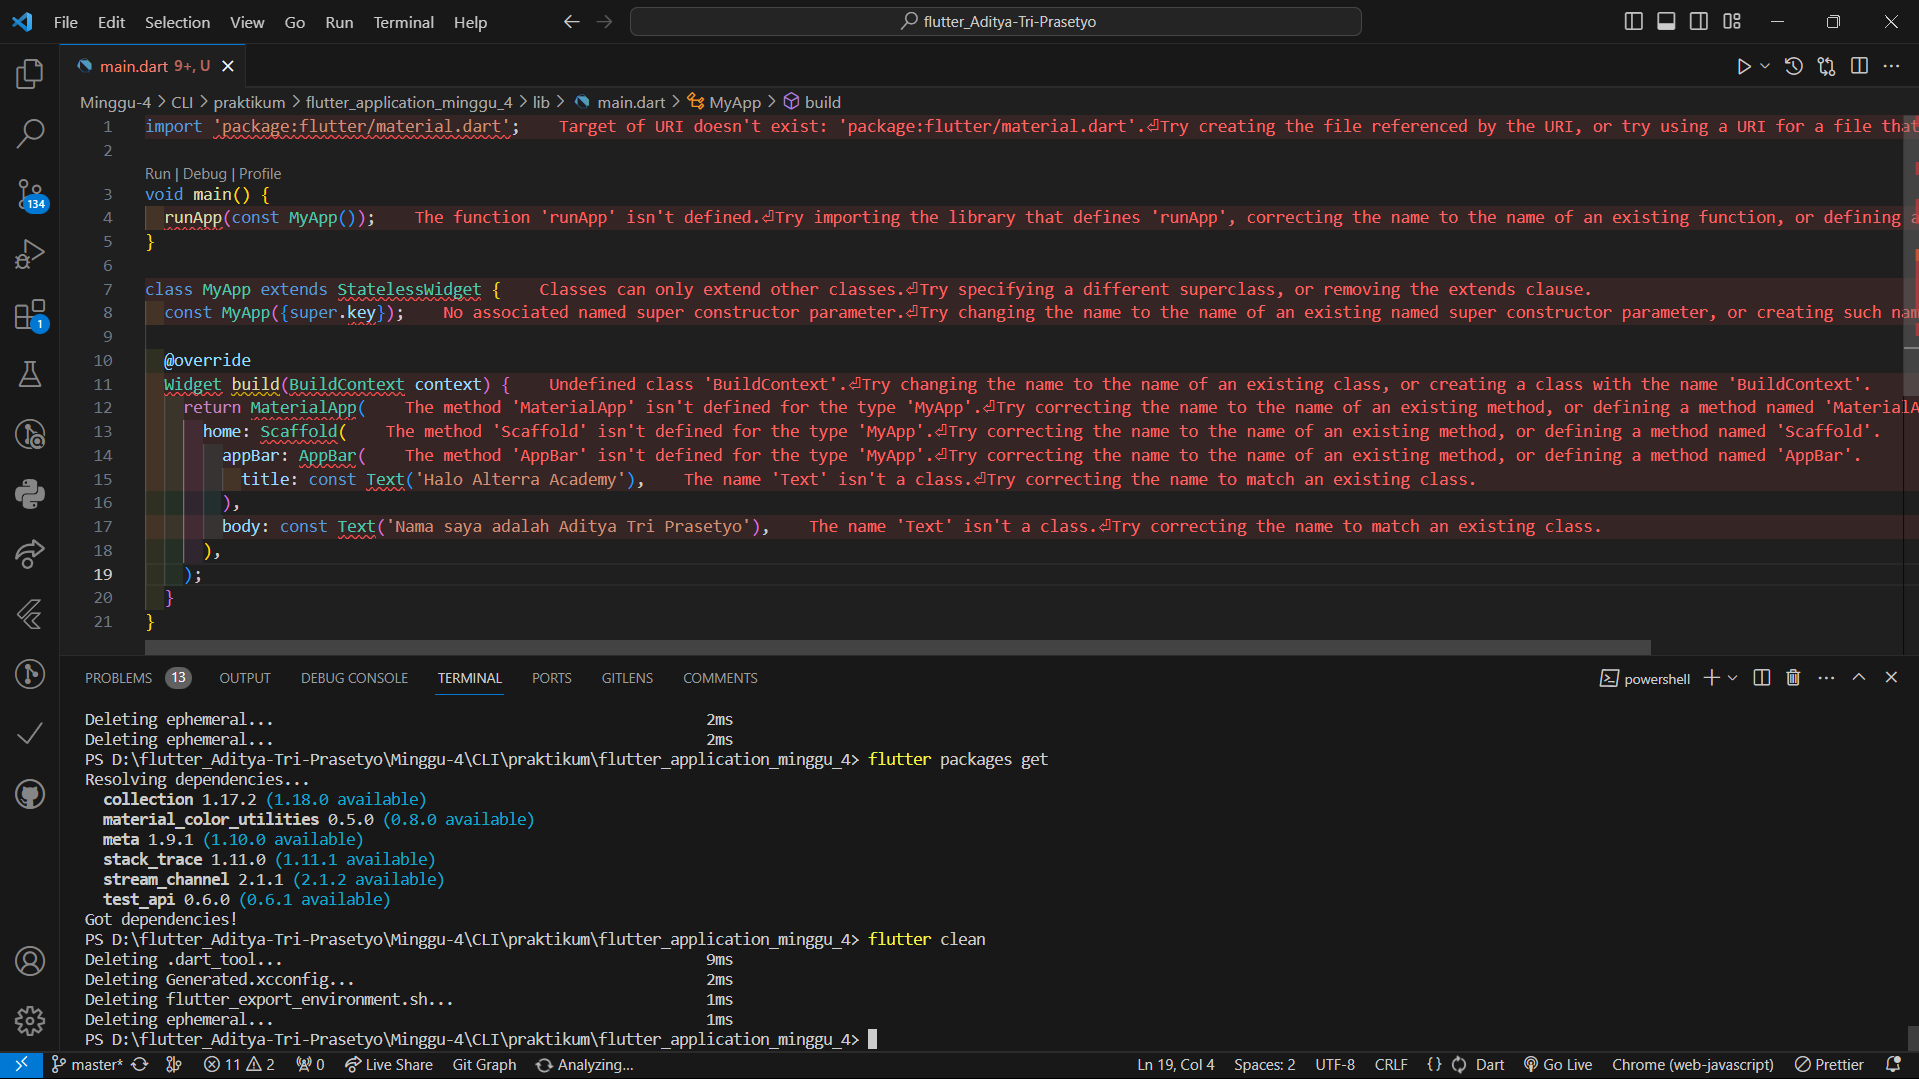 File Edit Selection View Go Run Terminal Help
flutter_Aditya-Tri-Prasetyo
main.dart 9+, U
Minggu-4 > CLI > praktikum > flutter_application_minggu_4 > lib > main.dart > MyApp > build
1 import 'package:flutter/material.dart'; Target of URI doesn't exist: 'package:flutter/material.dart'.⏎Try creating the file referenced by the URI, or try using a URI for a file that
2
Run | Debug | Profile
3 void main() {
4 runApp(const MyApp()); The function 'runApp' isn't defined.⏎Try importing the library that defines 'runApp', correcting the name to the name of an existing function, or defining a
5 }
6
7 class MyApp extends StatelessWidget { Classes can only extend other classes.⏎Try specifying a different superclass, or removing the extends clause.
8 const MyApp({super.key}); No associated named super constructor parameter.⏎Try changing the name to the name of an existing named super constructor parameter, or creating such nam
9
10 @override
11 Widget build(BuildContext context) { Undefined class 'BuildContext'.⏎Try changing the name to the name of an existing class, or creating a class with the name 'BuildContext'.
12 return MaterialApp( The method 'MaterialApp' isn't defined for the type 'MyApp'.⏎Try correcting the name to the name of an existing method, or defining a method named 'MaterialA
13 home: Scaffold( The method 'Scaffold' isn't defined for the type 'MyApp'.⏎Try correcting the name to the name of an existing method, or defining a method named 'Scaffold'.
14 appBar: AppBar( The method 'AppBar' isn't defined for the type 'MyApp'.⏎Try correcting the name to the name of an existing method, or defining a method named 'AppBar'.
15 title: const Text('Halo Alterra Academy'), The name 'Text' isn't a class.⏎Try correcting the name to match an existing class.
16 ),
17 body: const Text('Nama saya adalah Aditya Tri Prasetyo'), The name 'Text' isn't a class.⏎Try correcting the name to match an existing class.
18 ),
19 );
20 }
21 }
134
1
PROBLEMS 13 OUTPUT DEBUG CONSOLE TERMINAL PORTS GITLENS COMMENTS
powershell
Deleting ephemeral... 2ms
Deleting ephemeral... 2ms
PS D:\flutter_Aditya-Tri-Prasetyo\Minggu-4\CLI\praktikum\flutter_application_minggu_4> flutter packages get
Resolving dependencies...
collection 1.17.2 (1.18.0 available)
material_color_utilities 0.5.0 (0.8.0 available)
meta 1.9.1 (1.10.0 available)
stack_trace 1.11.0 (1.11.1 available)
stream_channel 2.1.1 (2.1.2 available)
test_api 0.6.0 (0.6.1 available)
Got dependencies!
PS D:\flutter_Aditya-Tri-Prasetyo\Minggu-4\CLI\praktikum\flutter_application_minggu_4> flutter clean
Deleting .dart_tool... 9ms
Deleting Generated.xcconfig... 2ms
Deleting flutter_export_environment.sh... 1ms
Deleting ephemeral... 1ms
PS D:\flutter_Aditya-Tri-Prasetyo\Minggu-4\CLI\praktikum\flutter_application_minggu_4>
master* 11 2 0 Live Share Git Graph Analyzing... Ln 19, Col 4 Spaces: 2 UTF-8 CRLF {} Dart Go Live Chrome (web-javascript) Prettier